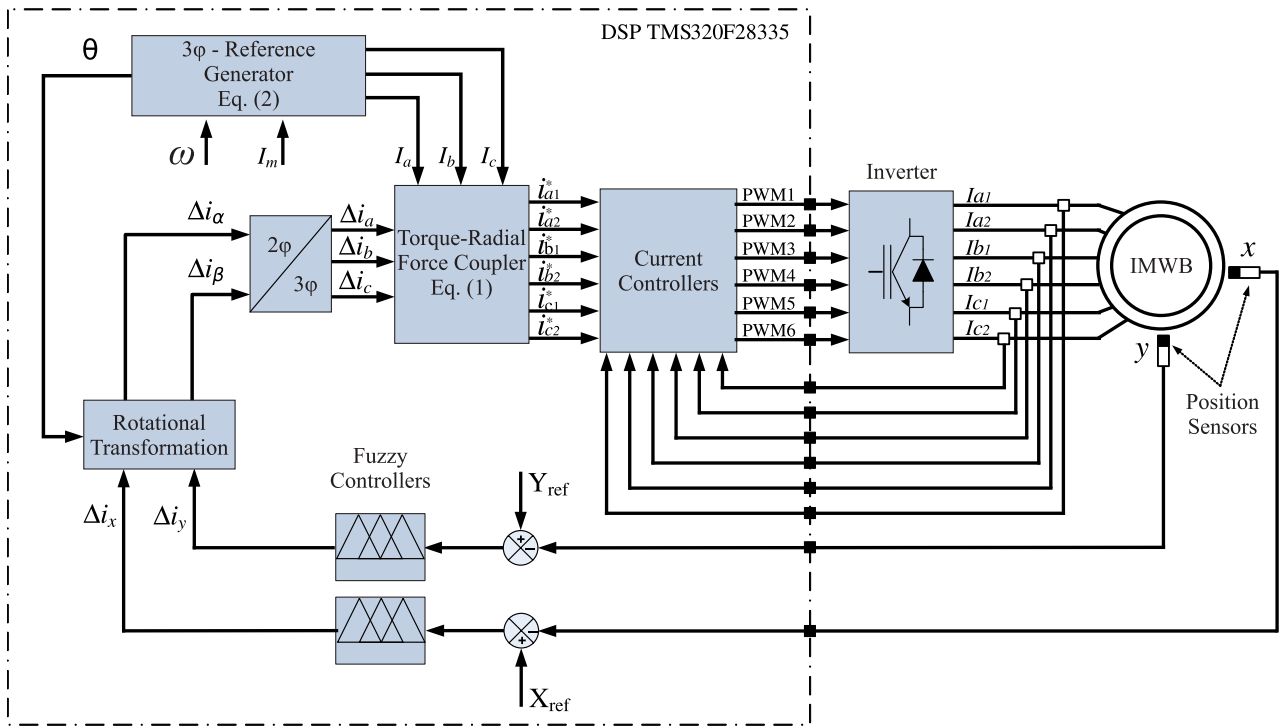 DSP TMS320F28335
θ
3φ - Reference
Generator
Eq. (2)
ω
Im
Ia
Ib
Ic
Inverter
Δiα
Δiβ
2φ
3φ
Δia
Δib
Δic
Torque-Radial
Force Coupler
Eq. (1)
i*a1
i*a2
i*b1
i*b2
i*c1
i*c2
Current
Controllers
PWM1
PWM2
PWM3
PWM4
PWM5
PWM6
Ia1
Ia2
Ib1
Ib2
Ic1
Ic2
IMWB
x
y
Position
Sensors
Rotational
Transformation
Fuzzy
Controllers
Δix
Δiy
Yref
+
−
−
+
Xref